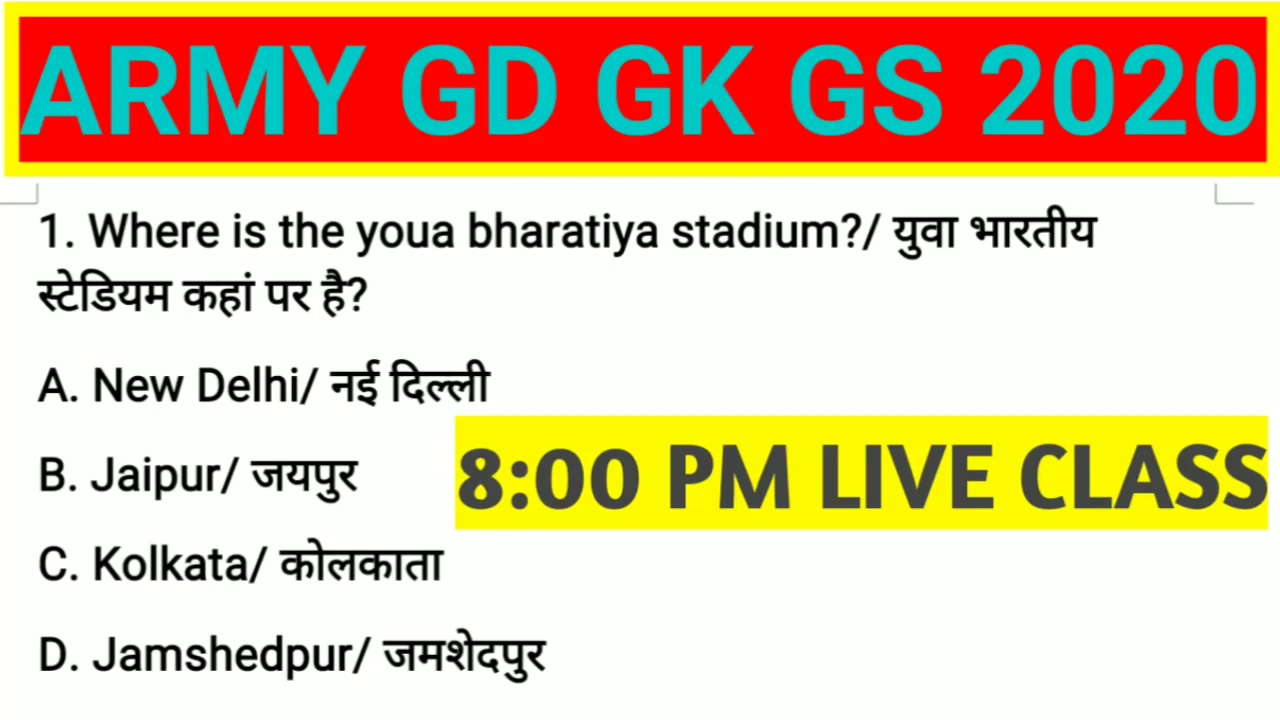 ARMY GD GK GS 2020
1. Where is the youa bharatiya stadium?/ युवा भारतीय
स्टेडियम कहां पर है?
A. New Delhi/ नई दिल्ली
B. Jaipur/ जयपुर
8:00 PM LIVE CLASS
C. Kolkata/ कोलकाता
D. Jamshedpur/ जमशेदपुर